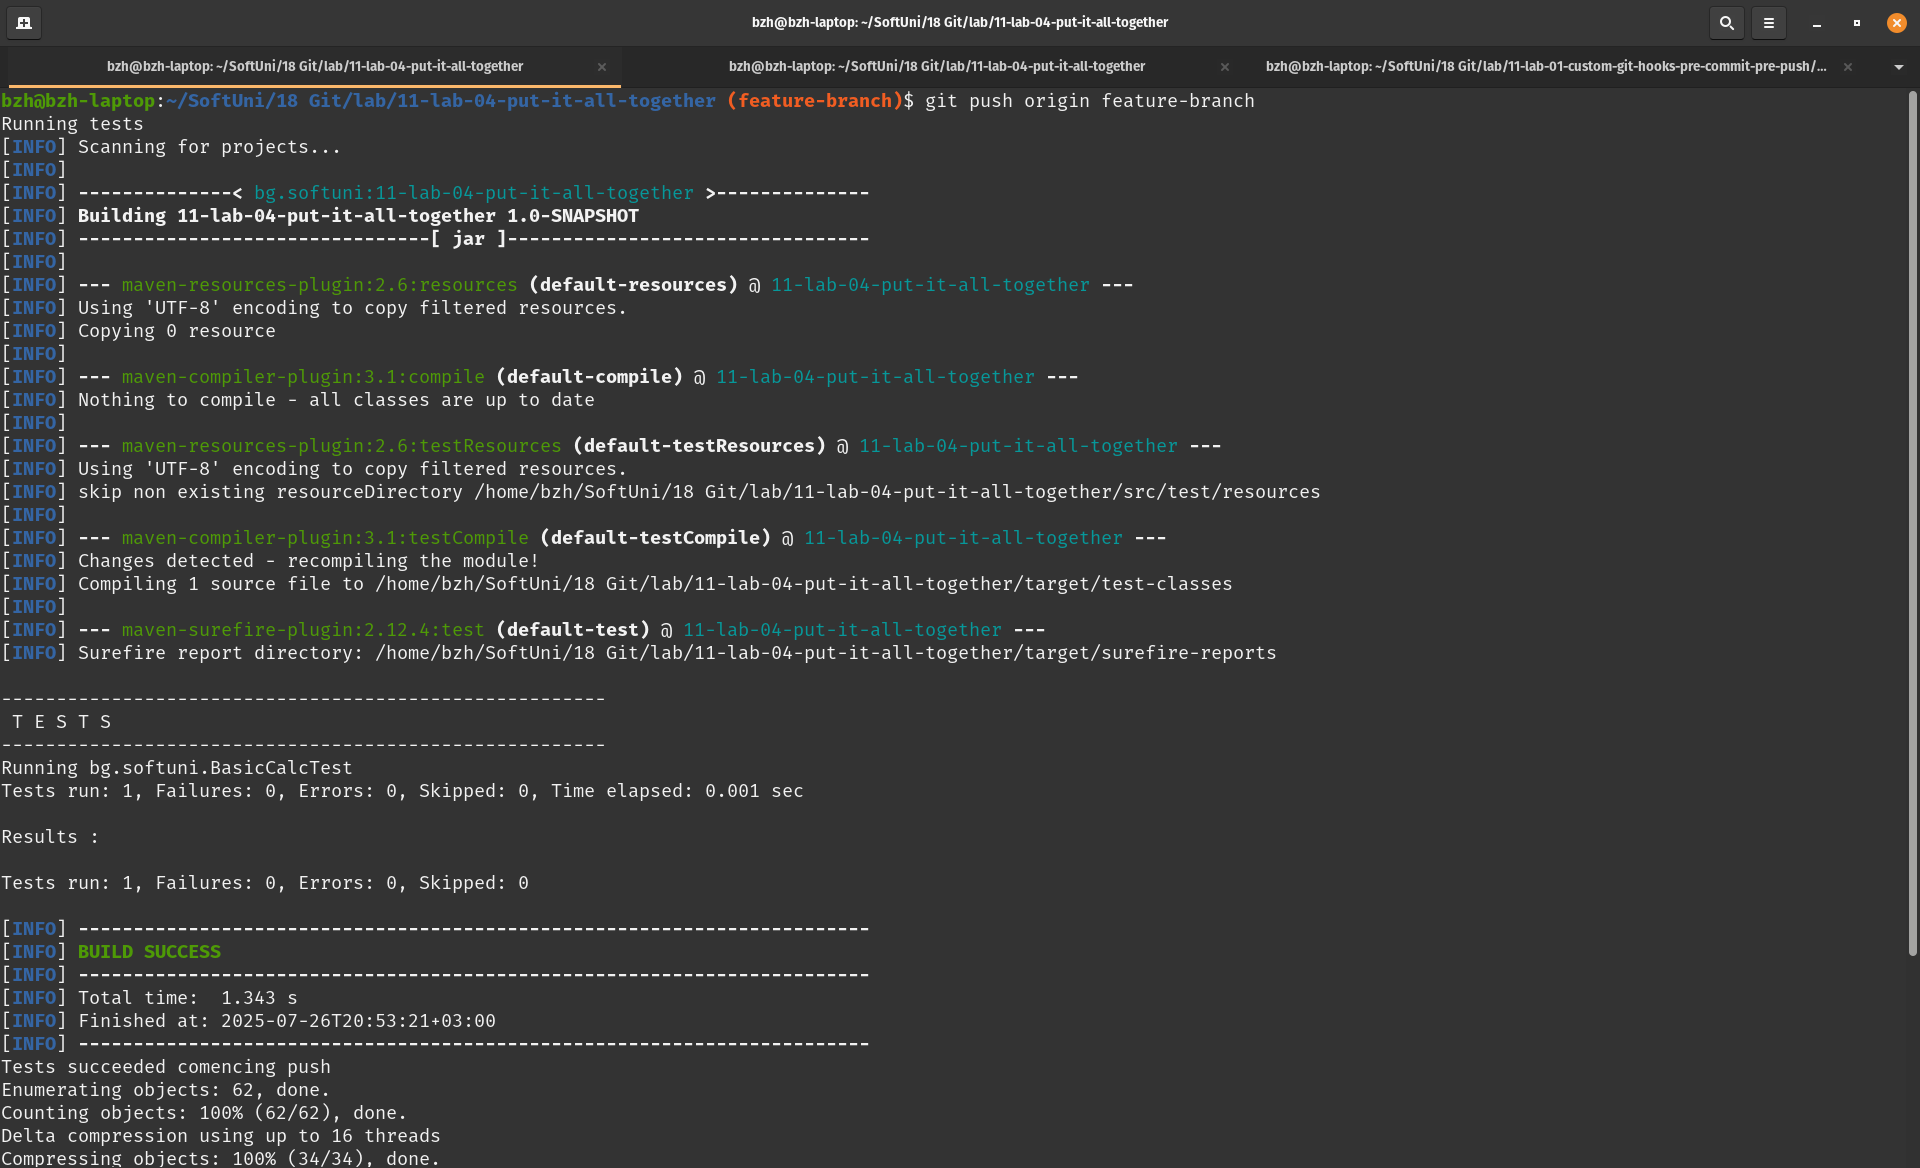 bzh@bzh-laptop: ~/SoftUni/18 Git/lab/11-lab-04-put-it-all-together
bzh@bzh-laptop: ~/SoftUni/18 Git/lab/11-lab-04-put-it-all-together
bzh@bzh-laptop: ~/SoftUni/18 Git/lab/11-lab-04-put-it-all-together
bzh@bzh-laptop: ~/SoftUni/18 Git/lab/11-lab-01-custom-git-hooks-pre-commit-pre-push/...
bzh@bzh-laptop:~/SoftUni/18 Git/lab/11-lab-04-put-it-all-together (feature-branch)$ git push origin feature-branch
Running tests
[INFO] Scanning for projects...
[INFO]
[INFO] --------------< bg.softuni:11-lab-04-put-it-all-together >--------------
[INFO] Building 11-lab-04-put-it-all-together 1.0-SNAPSHOT
[INFO] --------------------------------[ jar ]---------------------------------
[INFO]
[INFO] --- maven-resources-plugin:2.6:resources (default-resources) @ 11-lab-04-put-it-all-together ---
[INFO] Using 'UTF-8' encoding to copy filtered resources.
[INFO] Copying 0 resource
[INFO]
[INFO] --- maven-compiler-plugin:3.1:compile (default-compile) @ 11-lab-04-put-it-all-together ---
[INFO] Nothing to compile - all classes are up to date
[INFO]
[INFO] --- maven-resources-plugin:2.6:testResources (default-testResources) @ 11-lab-04-put-it-all-together ---
[INFO] Using 'UTF-8' encoding to copy filtered resources.
[INFO] skip non existing resourceDirectory /home/bzh/SoftUni/18 Git/lab/11-lab-04-put-it-all-together/src/test/resources
[INFO]
[INFO] --- maven-compiler-plugin:3.1:testCompile (default-testCompile) @ 11-lab-04-put-it-all-together ---
[INFO] Changes detected - recompiling the module!
[INFO] Compiling 1 source file to /home/bzh/SoftUni/18 Git/lab/11-lab-04-put-it-all-together/target/test-classes
[INFO]
[INFO] --- maven-surefire-plugin:2.12.4:test (default-test) @ 11-lab-04-put-it-all-together ---
[INFO] Surefire report directory: /home/bzh/SoftUni/18 Git/lab/11-lab-04-put-it-all-together/target/surefire-reports
-------------------------------------------------------
T E S T S
-------------------------------------------------------
Running bg.softuni.BasicCalcTest
Tests run: 1, Failures: 0, Errors: 0, Skipped: 0, Time elapsed: 0.001 sec
Results :
Tests run: 1, Failures: 0, Errors: 0, Skipped: 0
[INFO] ------------------------------------------------------------------------
[INFO] BUILD SUCCESS
[INFO] ------------------------------------------------------------------------
[INFO] Total time:  1.343 s
[INFO] Finished at: 2025-07-26T20:53:21+03:00
[INFO] ------------------------------------------------------------------------
Tests succeeded comencing push
Enumerating objects: 62, done.
Counting objects: 100% (62/62), done.
Delta compression using up to 16 threads
Compressing objects: 100% (34/34), done.